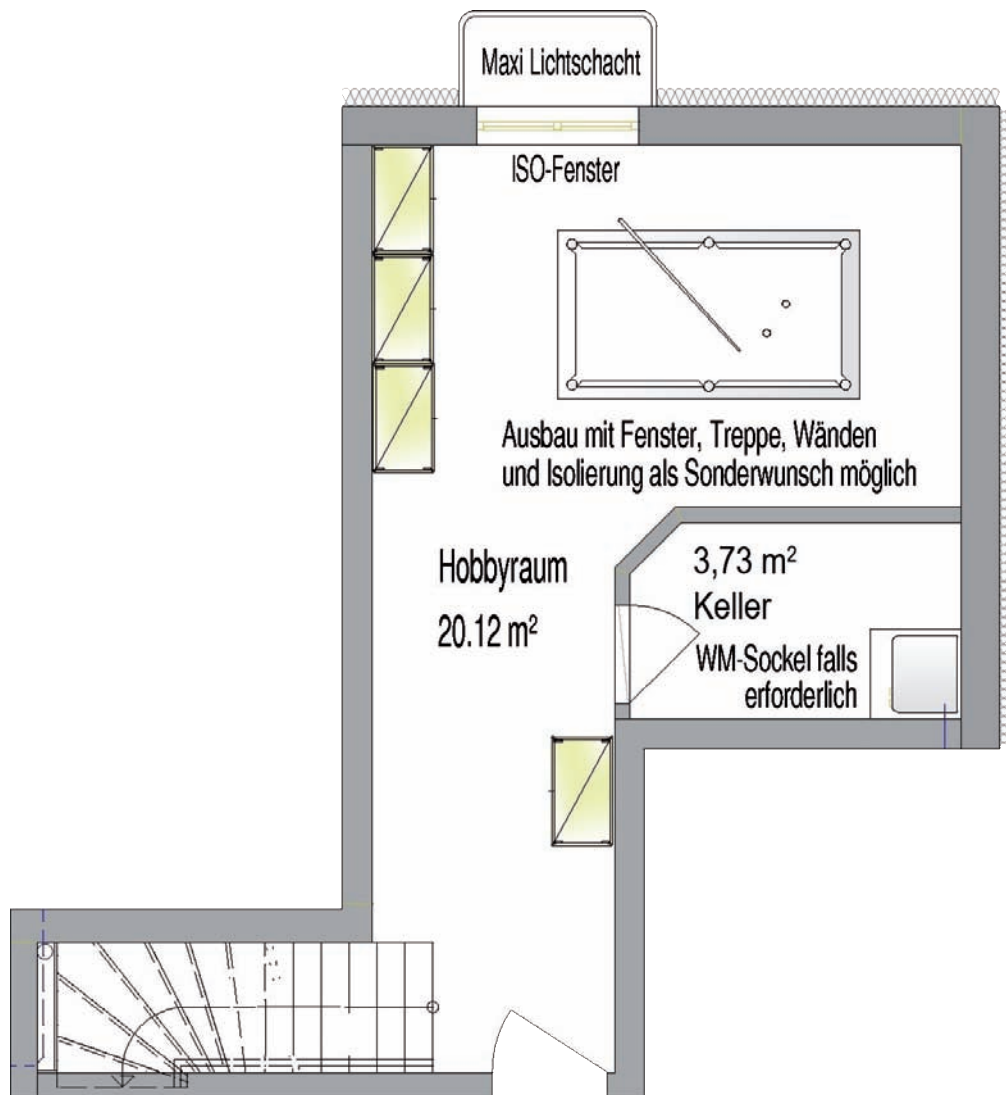 Maxi Lichtschacht
ISO-Fenster
Ausbau mit Fenster, Treppe, Wänden
und Isolierung als Sonderwunsch möglich
Hobbyraum
20.12 m²
3,73 m²
Keller
WM-Sockel falls
erforderlich